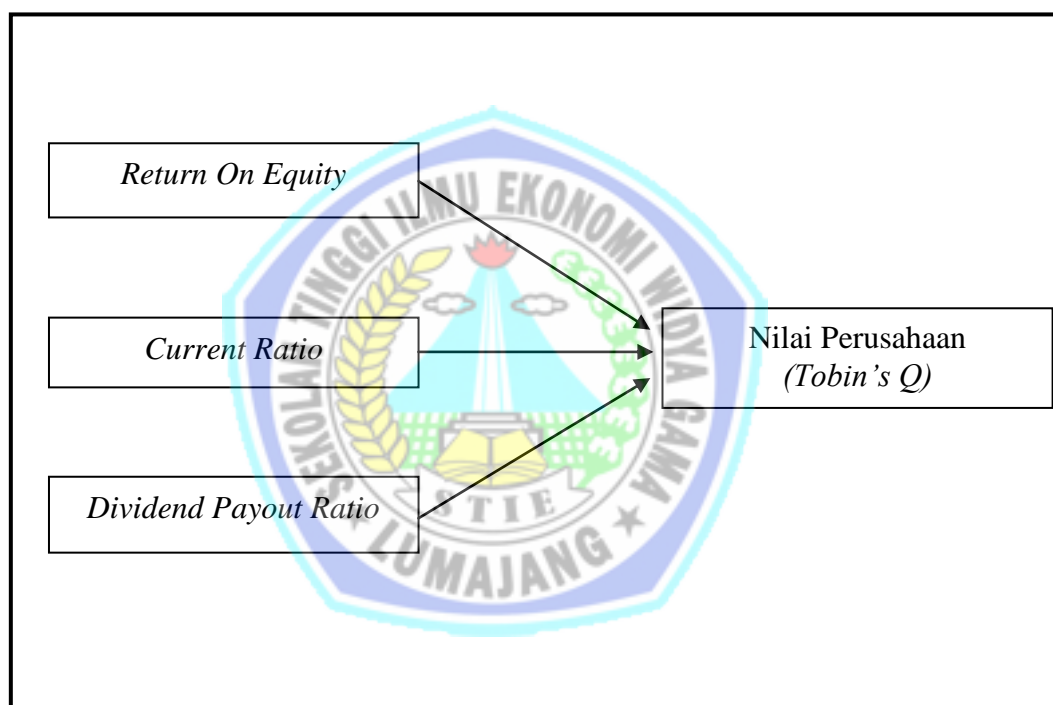 Return On Equity
Current Ratio
Dividend Payout Ratio
Nilai Perusahaan
(Tobin’s Q)
SEKOLAH TINGGI ILMU EKONOMI WIDYA GAMA
STIE
LUMAJANG